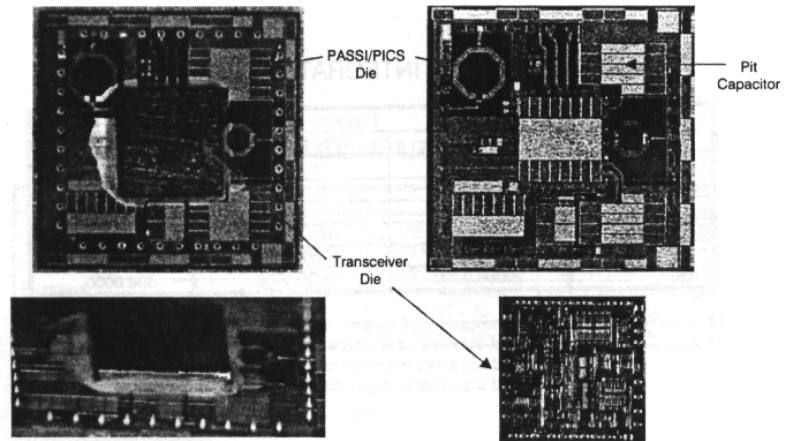 PASSI/PICS
Die
Pit
Capacitor
Transceiver
Die